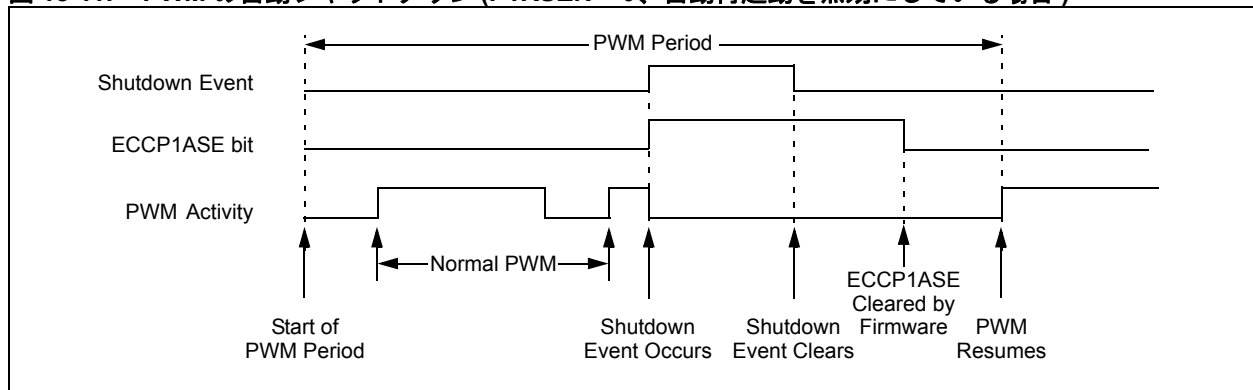 PWM Period
Shutdown Event
ECCP1ASE bit
PWM Activity
Normal PWM
Start of
PWM Period
Shutdown
Event Occurs
Shutdown
Event Clears
ECCP1ASE
Cleared by
Firmware
PWM
Resumes